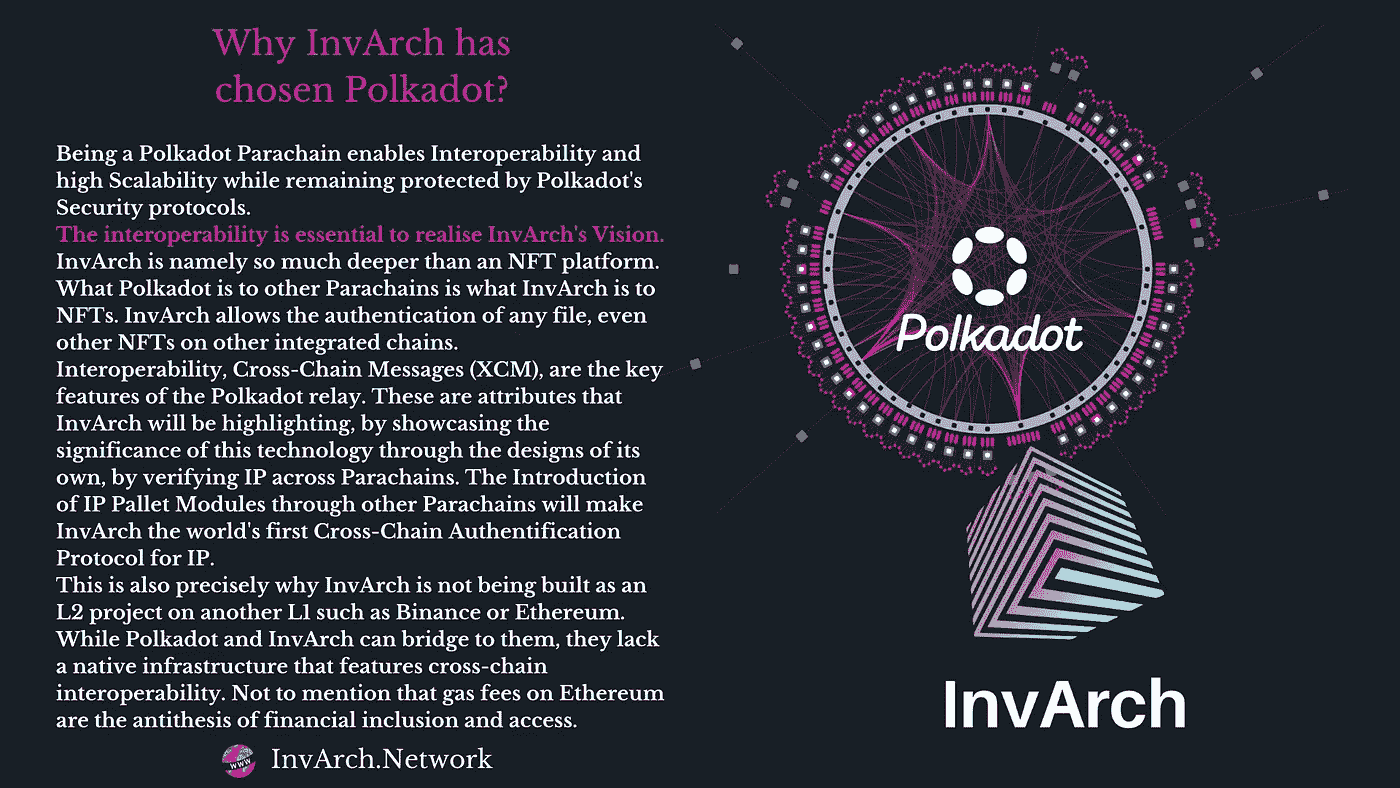 Why InvArch has
chosen Polkadot?
Being a Polkadot Parachain enables Interoperability and
high Scalability while remaining protected by Polkadot's
Security protocols.
The interoperability is essential to realise InvArch's Vision.
InvArch is namely so much deeper than an NFT platform.
What Polkadot is to other Parachains is what InvArch is to
NFTs. InvArch allows the authentication of any file, even
other NFTs on other integrated chains.
Interoperability, Cross-Chain Messages (XCM), are the key
features of the Polkadot relay. These are attributes that
InvArch will be highlighting, by showcasing the
significance of this technology through the designs of its
own, by verifying IP across Parachains. The Introduction
of IP Pallet Modules through other Parachains will make
InvArch the world's first Cross-Chain Authentification
Protocol for IP.
This is also precisely why InvArch is not being built as an
L2 project on another L1 such as Binance or Ethereum.
While Polkadot and InvArch can bridge to them, they lack
a native infrastructure that features cross-chain
interoperability. Not to mention that gas fees on Ethereum
are the antithesis of financial inclusion and access.
www
InvArch.Network
Polkadot
InvArch